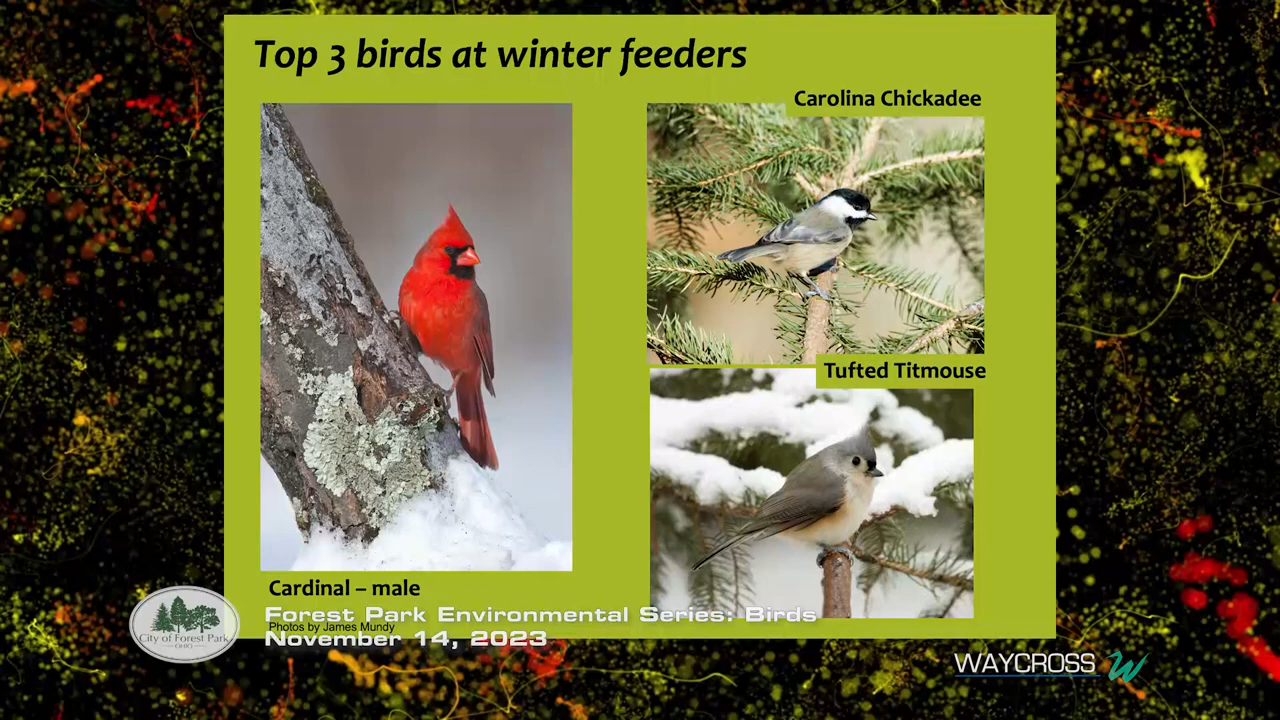 Top 3 birds at winter feeders
Carolina Chickadee
Tufted Titmouse
Cardinal – male
Photos by James Mundy
Forest Park Environmental Series: Birds
November 14, 2023
City of Forest Park
OHIO
WAYCROSS W